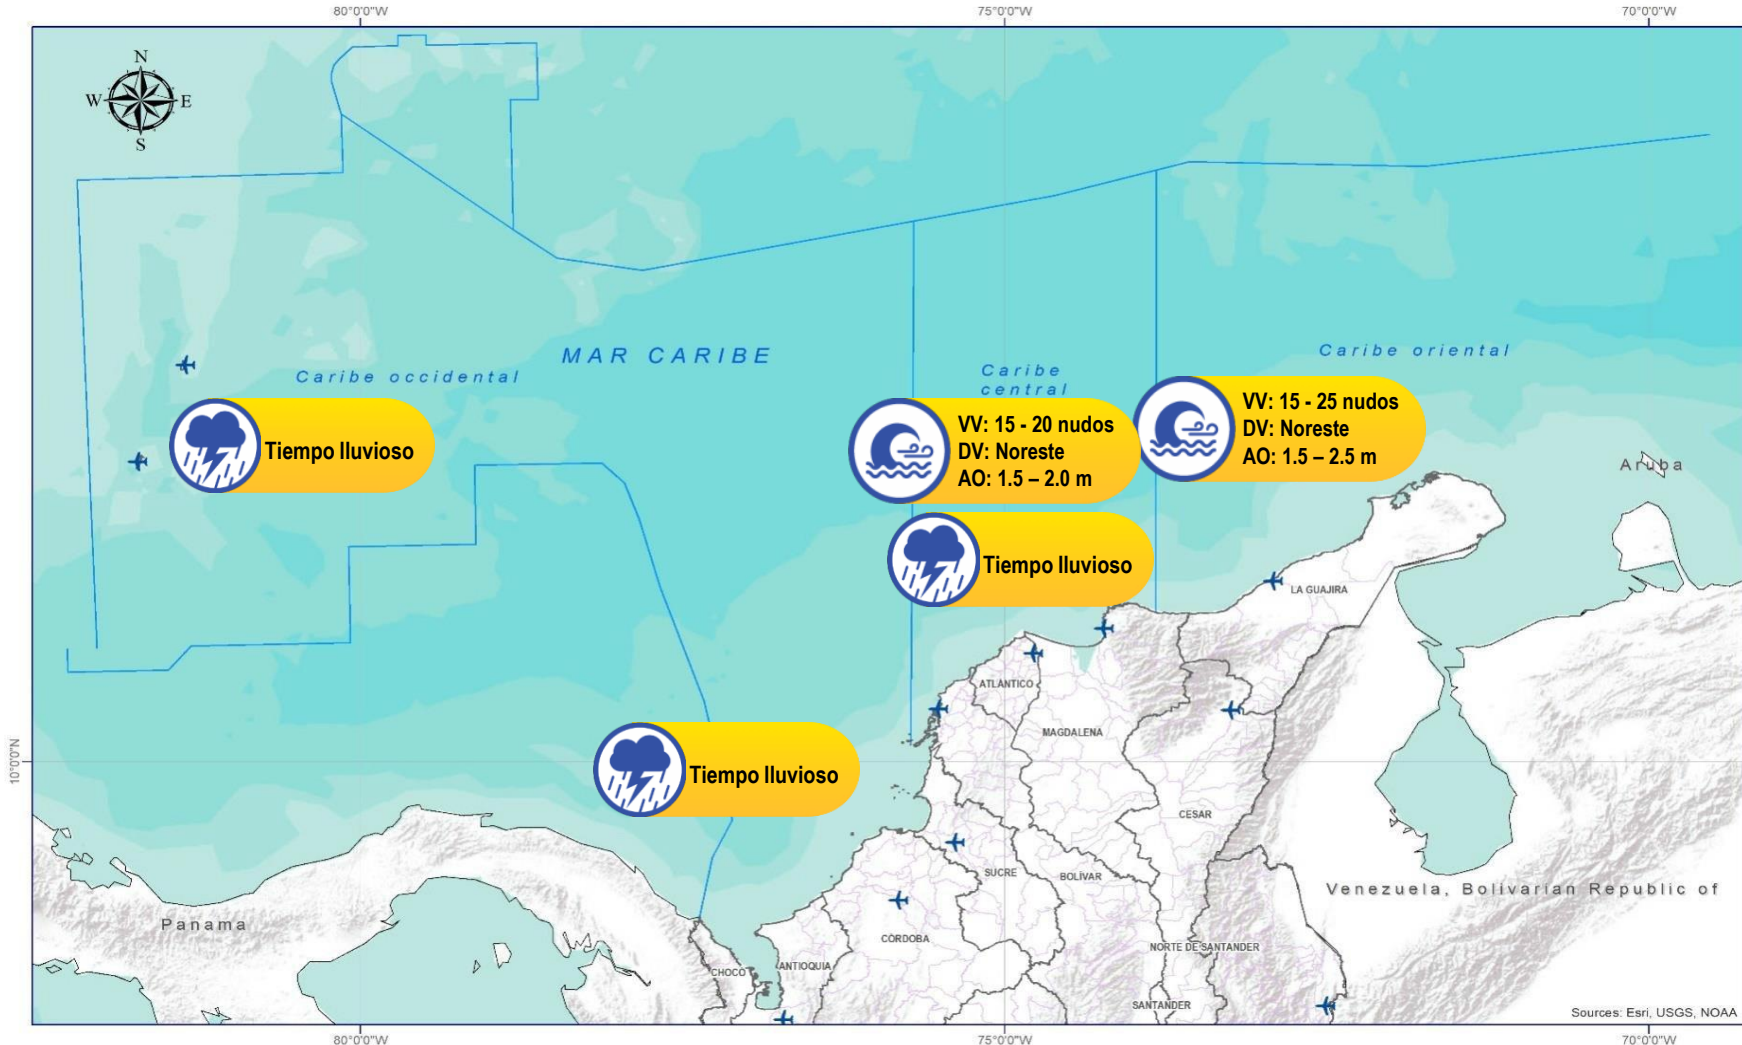 80°0'0"W
75°0'0"W
70°0'0"W
N
W
E
S
MAR CARIBE
Caribe occidental
Caribe
central
Caribe oriental
VV: 15 - 25 nudos
DV: Noreste
AO: 1.5 – 2.5 m
VV: 15 - 20 nudos
DV: Noreste
AO: 1.5 – 2.0 m
Tiempo lluvioso
Tiempo lluvioso
Aruba
LA GUAJIRA
ATLÁNTICO
MAGDALENA
Tiempo lluvioso
10°0'0"N
CESAR
SUCRE
BOLÍVAR
Venezuela, Bolivarian Republic of
Panama
CÓRDOBA
NORTE DE SANTANDER
CHOCÓ
ANTIOQUIA
SANTANDER
Sources: Esri, USGS, NOAA
80°0'0"W
75°0'0"W
70°0'0"W